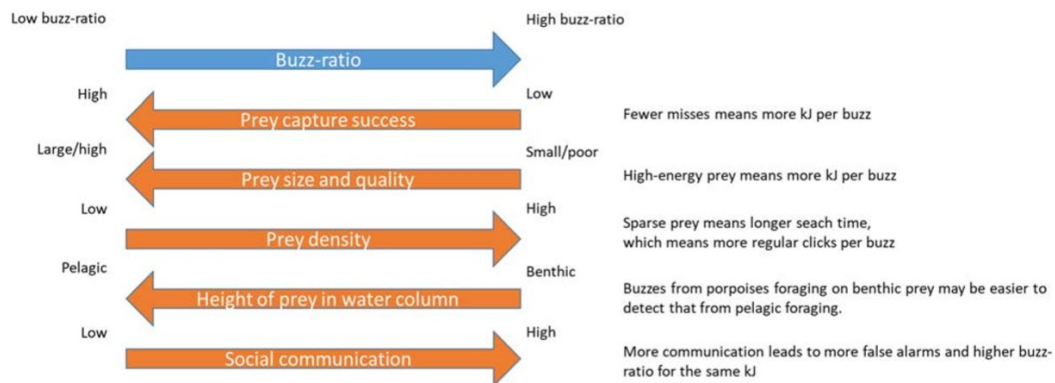 Low buzz-ratio
High buzz-ratio
Buzz-ratio
High
Low
Prey capture success
Fewer misses means more kJ per buzz
Large/high
Small/poor
Prey size and quality
High-energy prey means more kJ per buzz
Low
High
Prey density
Sparse prey means longer seach time,
which means more regular clicks per buzz
Pelagic
Benthic
Height of prey in water column
Buzzes from porpoises foraging on benthic prey may be easier to
detect that from pelagic foraging.
Low
High
Social communication
More communication leads to more false alarms and higher buzz-
ratio for the same kJ